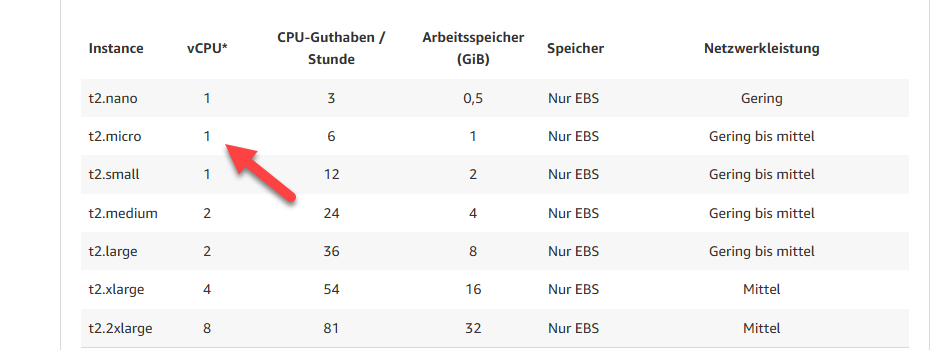 Instance vCPU* CPU-Guthaben / Stunde Arbeitsspeicher (GiB) Speicher Netzwerkleistung
t2.nano 1 3 0,5 Nur EBS Gering
t2.micro 1 6 1 Nur EBS Gering bis mittel
t2.small 1 12 2 Nur EBS Gering bis mittel
t2.medium 2 24 4 Nur EBS Gering bis mittel
t2.large 2 36 8 Nur EBS Gering bis mittel
t2.xlarge 4 54 16 Nur EBS Mittel
t2.2xlarge 8 81 32 Nur EBS Mittel